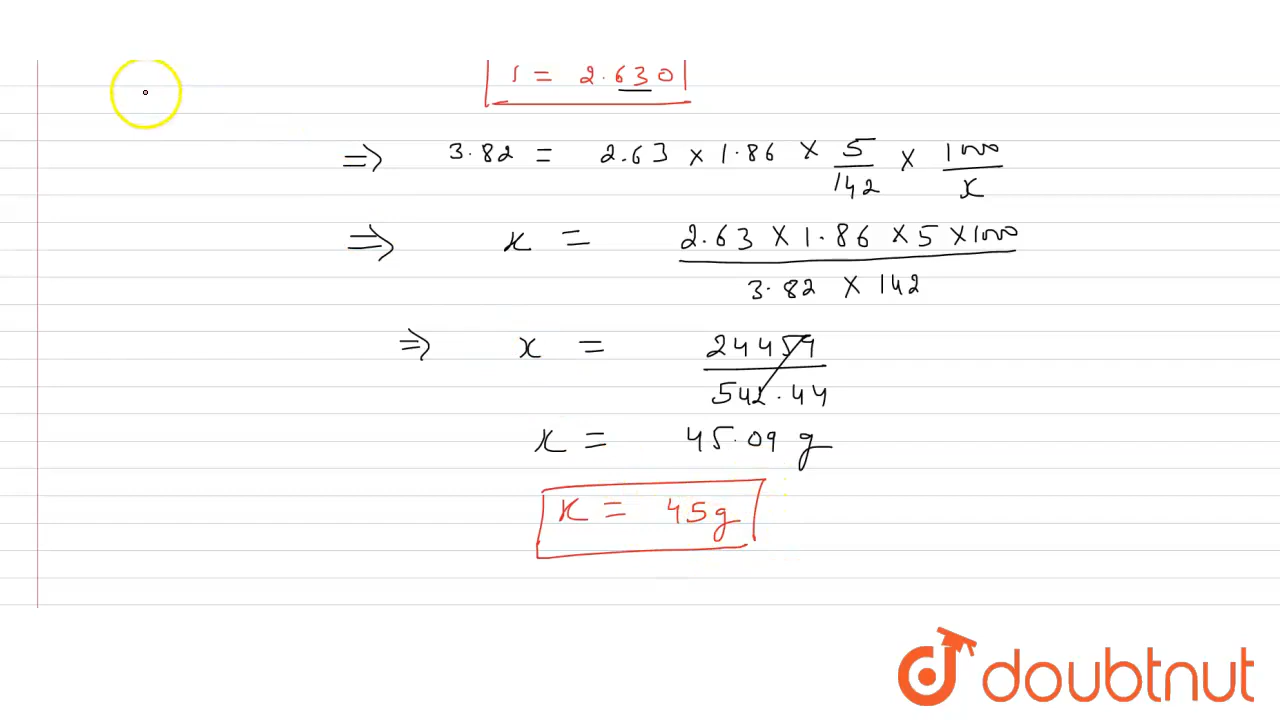 i = 2.630
⇒ 3.82 = 2.63 × 1.86 × 5/142 × 1000/x
⇒ x = 2.63 × 1.86 × 5 × 1000 / 3.82 × 142
⇒ x = 24459 / 542.44
x = 45.09 g
x = 45g
doubtnut